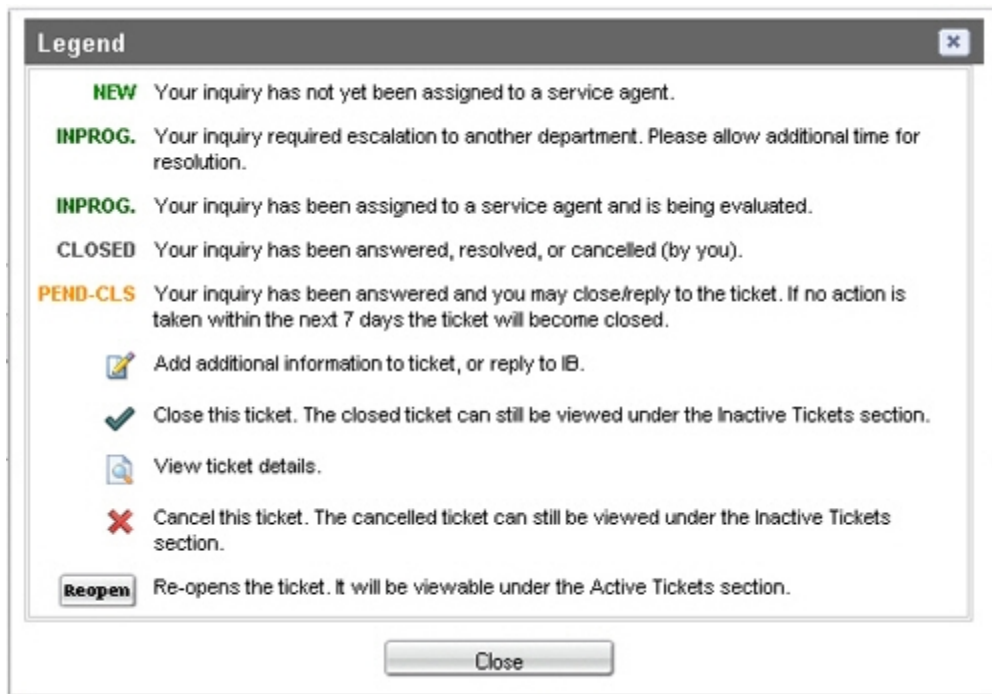 Legend
NEW Your inquiry has not yet been assigned to a service agent.
INPROG. Your inquiry required escalation to another department. Please allow additional time for
resolution.
INPROG. Your inquiry has been assigned to a service agent and is being evaluated.
CLOSED Your inquiry has been answered, resolved, or cancelled (by you).
PEND-CLS Your inquiry has been answered and you may close/reply to the ticket. If no action is
taken within the next 7 days the ticket will become closed.
Add additional information to ticket, or reply to IB.
Close this ticket. The closed ticket can still be viewed under the Inactive Tickets section.
View ticket details.
Cancel this ticket. The cancelled ticket can still be viewed under the Inactive Tickets
section.
Reopen Re-opens the ticket. It will be viewable under the Active Tickets section.
Close